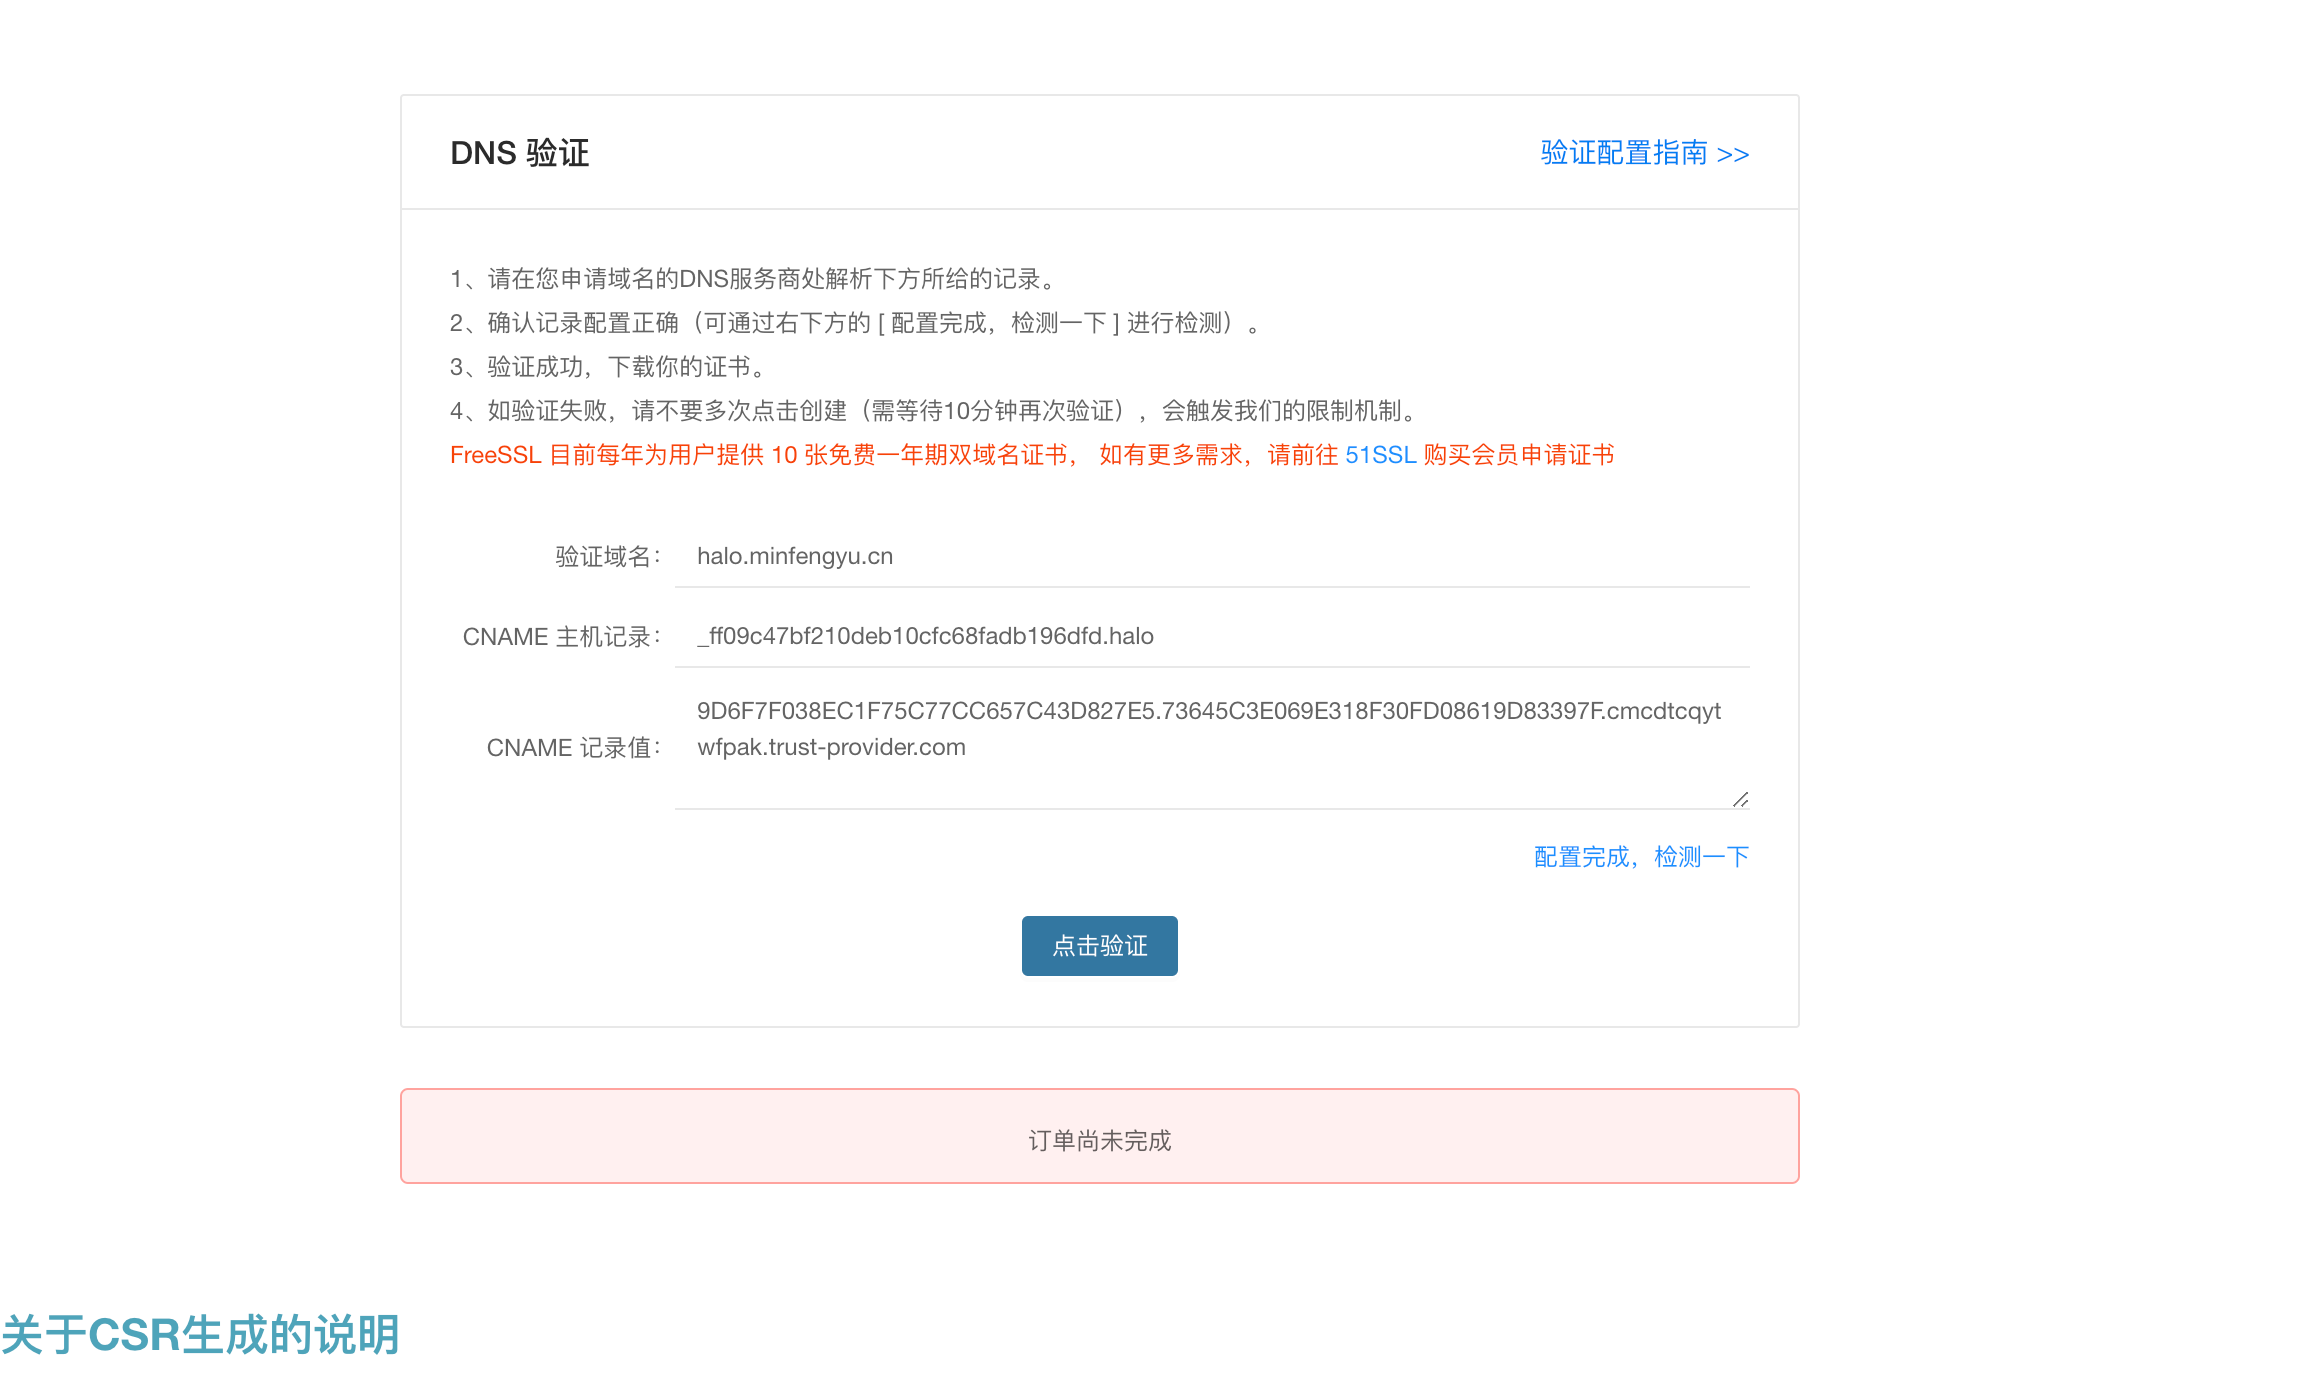 DNS 验证
验证配置指南 >>
1、请在您申请域名的DNS服务商处解析下方所给的记录。
2、确认记录配置正确（可通过右下方的 [ 配置完成，检测一下 ] 进行检测）。
3、验证成功，下载你的证书。
4、如验证失败，请不要多次点击创建（需等待10分钟再次验证），会触发我们的限制机制。
FreeSSL 目前每年为用户提供 10 张免费一年期双域名证书， 如有更多需求，请前往 51SSL 购买会员申请证书
验证域名： halo.minfengyu.cn
CNAME 主机记录： _ff09c47bf210deb10cfc68fadb196dfd.halo
CNAME 记录值： 9D6F7F038EC1F75C77CC657C43D827E5.73645C3E069E318F30FD08619D83397F.cmcdtcqyt
wfpak.trust-provider.com
配置完成，检测一下
点击验证
订单尚未完成
关于CSR生成的说明